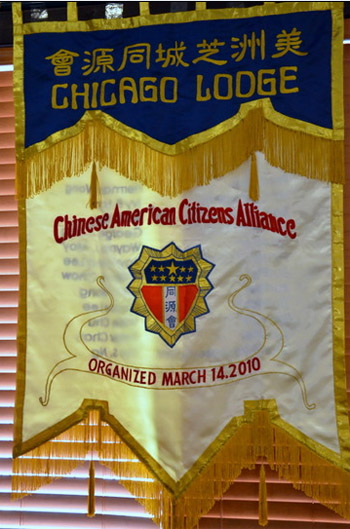 美洲芝城同源會
CHICAGO LODGE
Chinese American Citizens Alliance
同源會
ORGANIZED MARCH 14.2010